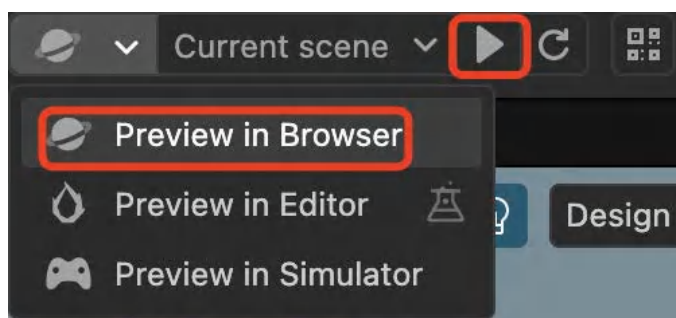 Current scene
Preview in Browser
Preview in Editor
Design
Preview in Simulator